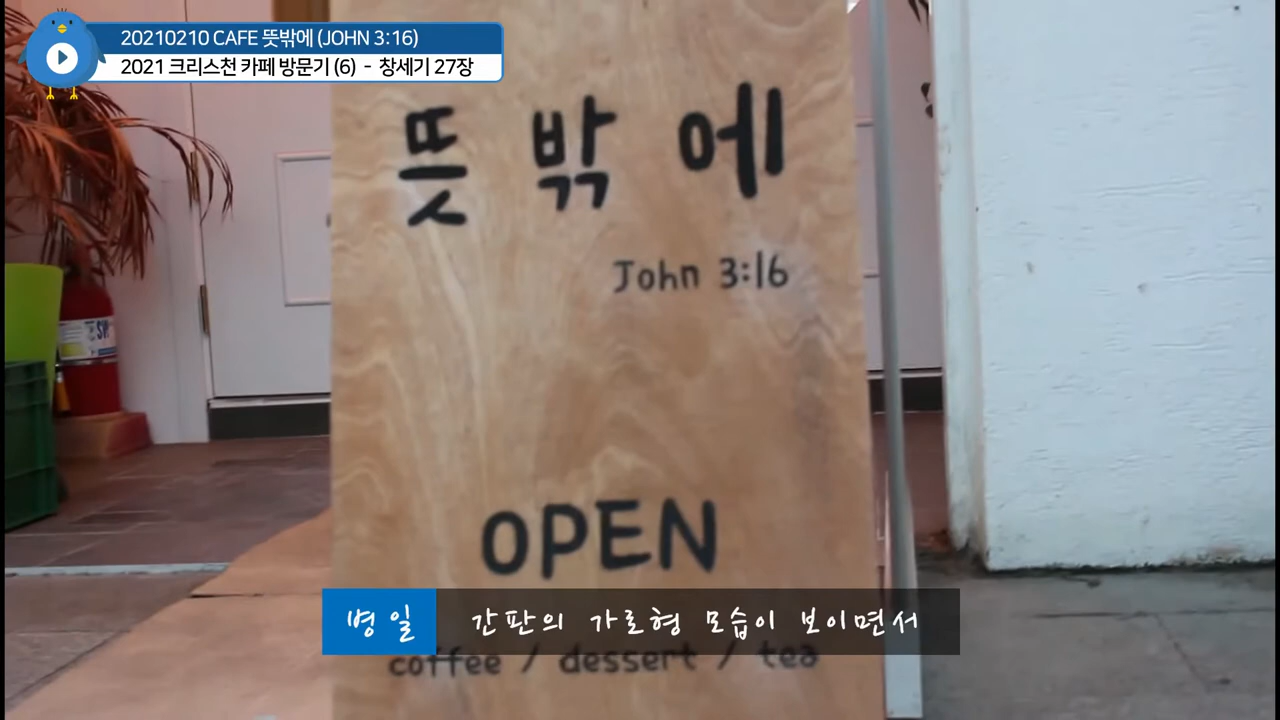 20210210 CAFE 뜻밖에 (JOHN 3:16)
2021 크리스천 카페 방문기 (6) - 창세기 27장
뜻밖에
John 3:16
OPEN
병일 간판의 가로형 모습이 보이면서
coffee / dessert / tea